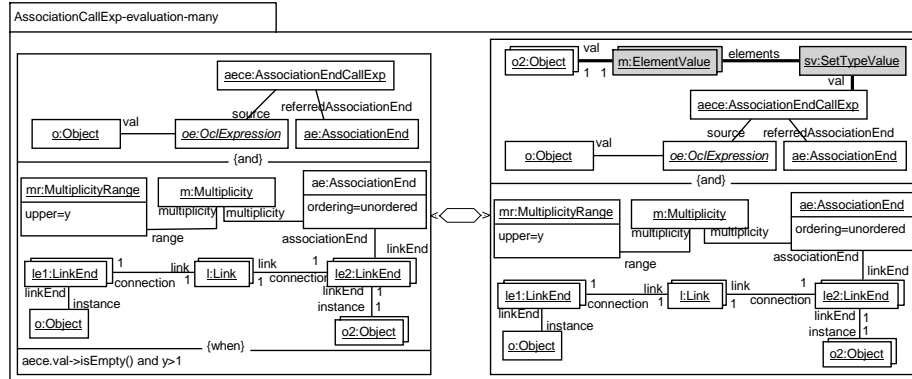 AssociationCallExp-evaluation-many
aece:AssociationEndCallExp
source
referredAssociationEnd
o:Object
val
oe:OclExpression
ae:AssociationEnd
{and}
mr:MultiplicityRange
upper=y
m:Multiplicity
multiplicity
multiplicity
range
ae:AssociationEnd
ordering=unordered
associationEnd
linkEnd
le1:LinkEnd
1
link
connection
1
l:Link
link
1
1
connection
le2:LinkEnd
linkEnd
instance
o:Object
linkEnd
1
instance
1
o2:Object
{when}
aece.val->isEmpty() and y>1
o2:Object
val
1
1
m:ElementValue
elements
sv:SetTypeValue
val
aece:AssociationEndCallExp
source
referredAssociationEnd
o:Object
val
oe:OclExpression
ae:AssociationEnd
{and}
mr:MultiplicityRange
upper=y
m:Multiplicity
multiplicity
multiplicity
range
ae:AssociationEnd
ordering=unordered
associationEnd
linkEnd
le1:LinkEnd
1
link
connection
1
l:Link
link
1
1
connection
le2:LinkEnd
linkEnd
instance
o:Object
linkEnd
1
instance
1
o2:Object